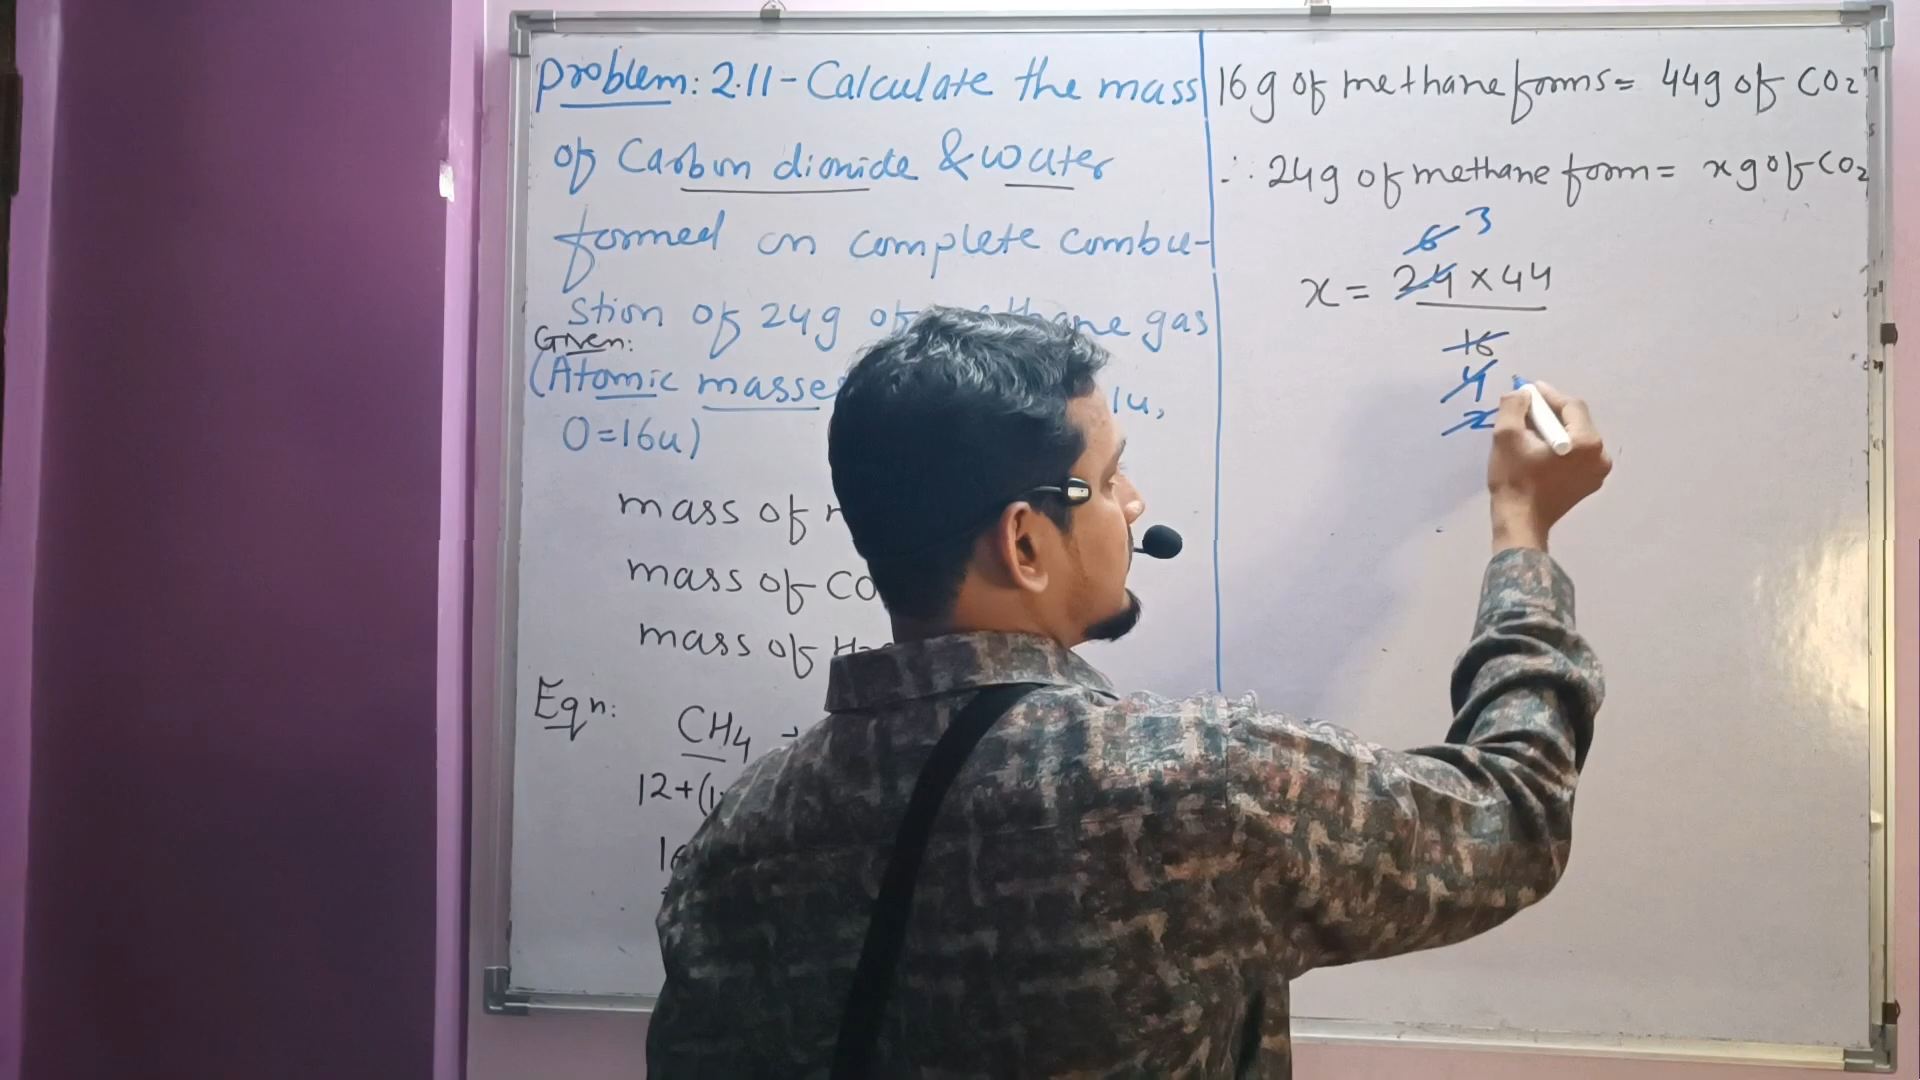 Problem: 2.11 - Calculate the mass
of Carbon dioxide & water
formed on complete combu-
stion of 24g of methane gas
Given:
(Atomic masses 1u,
O=16u)
mass of
mass of CO
mass of H2
Eqn: CH4
12+(1
16
16g of methane forms = 44g of CO2
∴ 24g of methane form = x g of CO2
6 3
x = 24 × 44
16
4
2